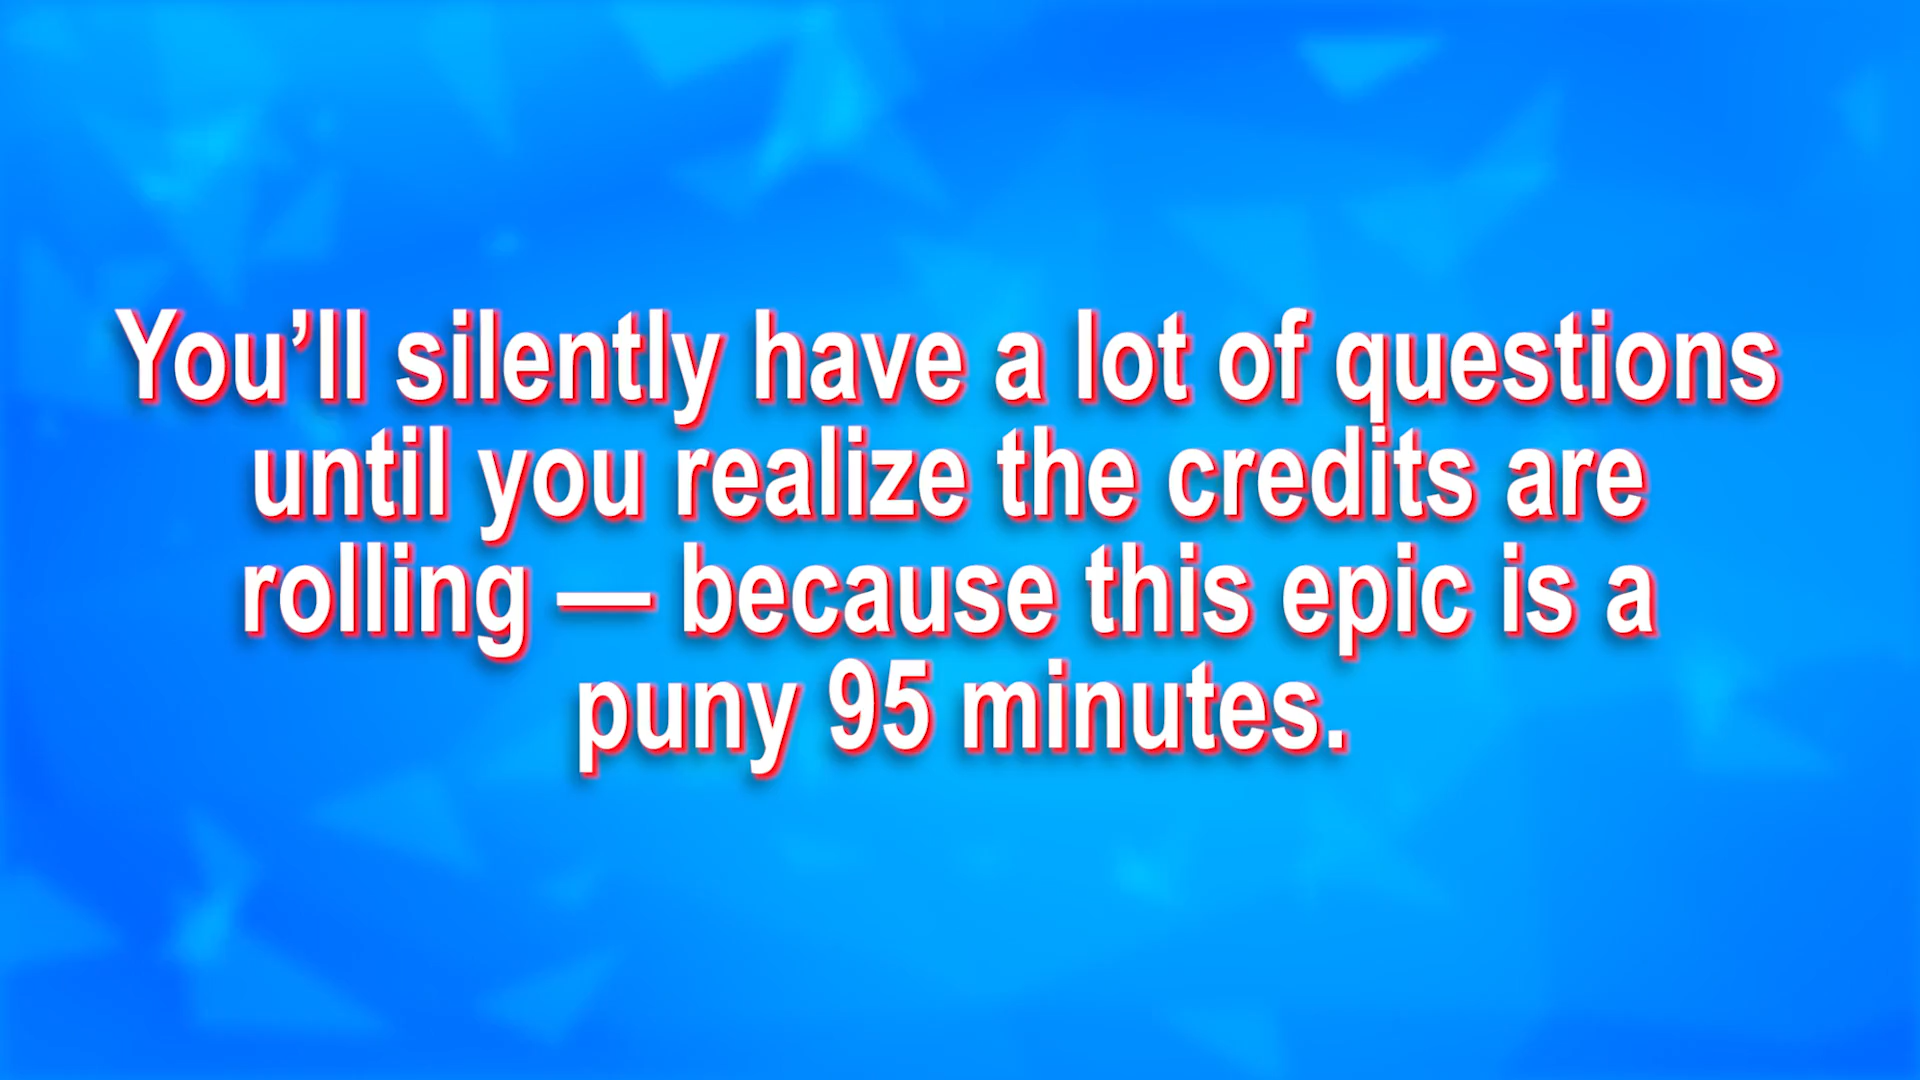 You’ll silently have a lot of questions
until you realize the credits are
rolling — because this epic is a
puny 95 minutes.